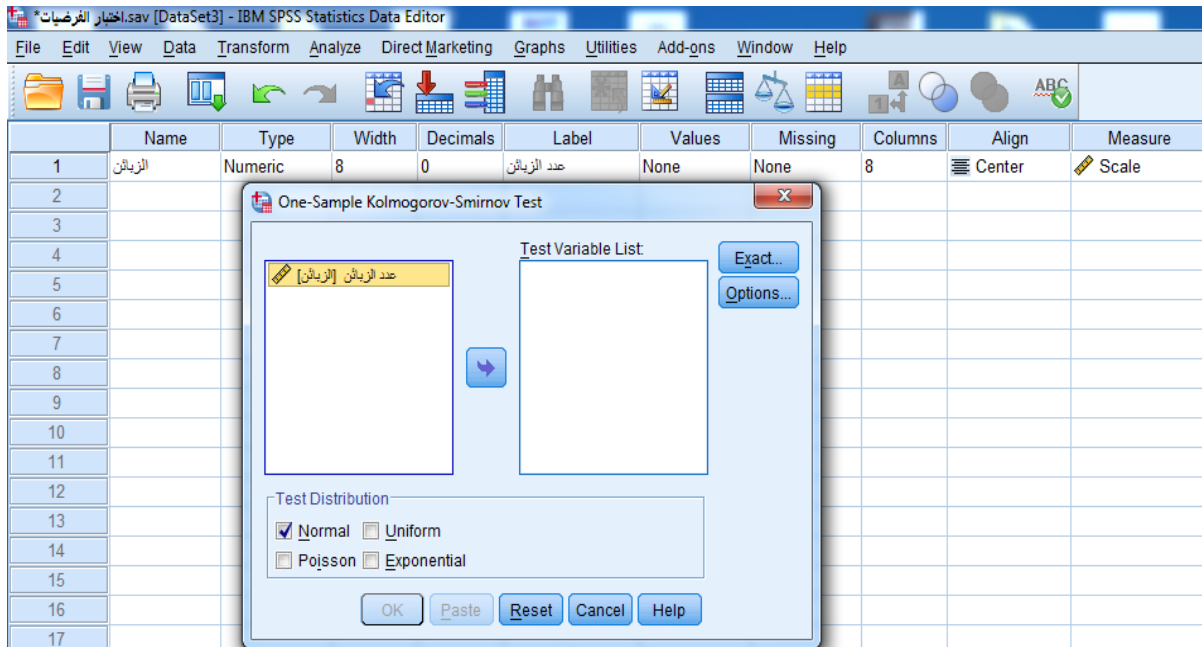 *اختبار الفرضيات.sav [DataSet3] - IBM SPSS Statistics Data Editor
File Edit View Data Transform Analyze Direct Marketing Graphs Utilities Add-ons Window Help
A
1 4
ABC
Name Type Width Decimals Label Values Missing Columns Align Measure
1 الزبائن Numeric 8 0 عدد الزبائن None None 8 Center Scale
2
One-Sample Kolmogorov-Smirnov Test
3
4
Test Variable List:
Exact...
عدد الزبائن [الزبائن]
5
Options...
6
7
8
9
10
11
12
Test Distribution
13
Normal Uniform
14
Poisson Exponential
15
16
OK Paste Reset Cancel Help
17